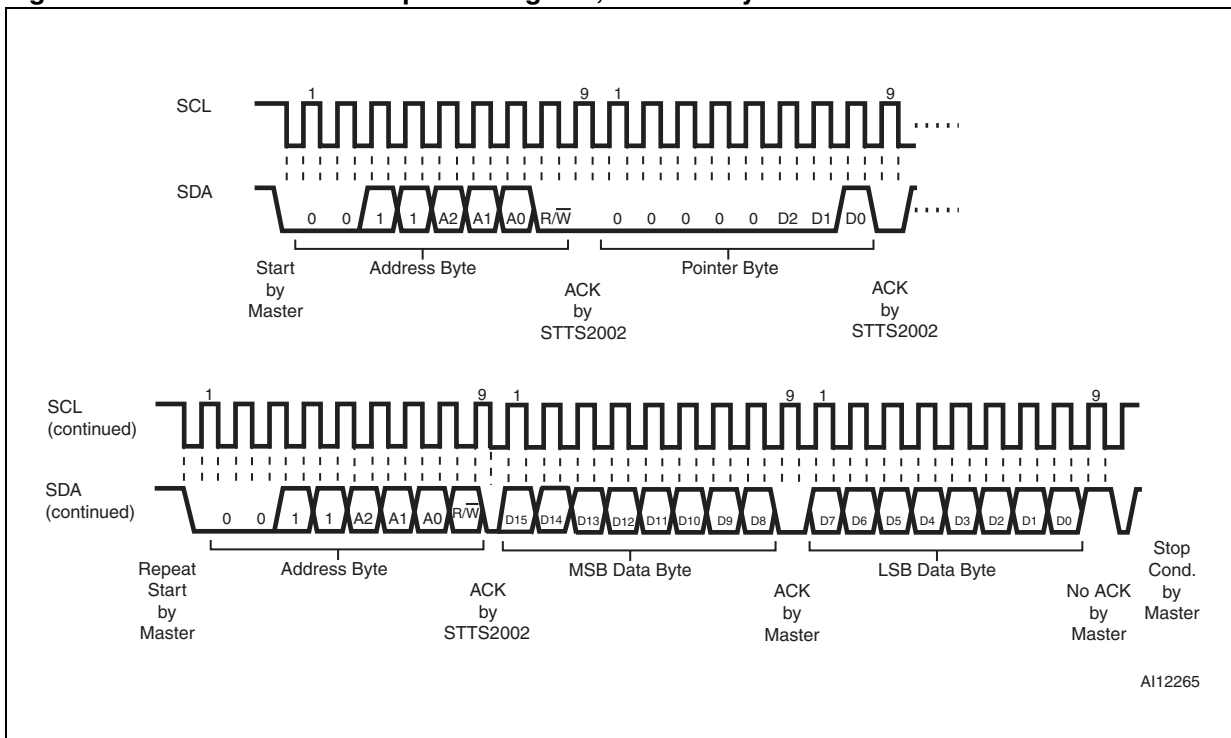 1 9 1 9
SCL
SDA
0 0 1 1 A2 A1 A0 R/W 0 0 0 0 0 D2 D1 D0
Address Byte Pointer Byte
Start
by
Master
ACK
by
STTS2002
ACK
by
STTS2002
1 9 1 9 1 9
SCL
(continued)
SDA
(continued)
0 0 1 1 A2 A1 A0 R/W D15 D14 D13 D12 D11 D10 D9 D8 D7 D6 D5 D4 D3 D2 D1 D0
Address Byte MSB Data Byte LSB Data Byte
Repeat
Start
by
Master
ACK
by
STTS2002
ACK
by
Master
No ACK
by
Master
Stop
Cond.
by
Master
AI12265